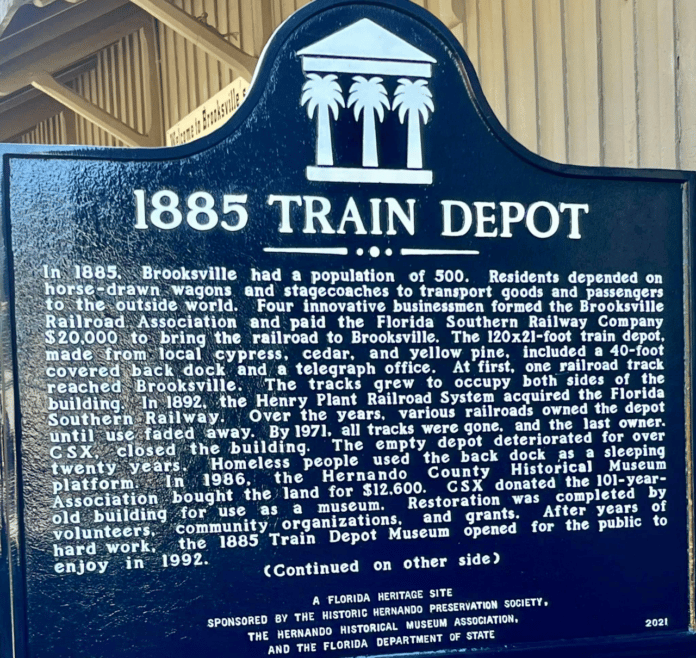 Welcome to Brooksville
1885 TRAIN DEPOT
In 1885, Brooksville had a population of 500. Residents depended on
horse-drawn wagons and stagecoaches to transport goods and passengers
to the outside world. Four innovative businessmen formed the Brooksville
Railroad Association and paid the Florida Southern Railway Company
$20,000 to bring the railroad to Brooksville. The 120x21-foot train depot,
made from local cypress, cedar, and yellow pine, included a 40-foot
covered back dock and a telegraph office. At first, one railroad track
reached Brooksville. The tracks grew to occupy both sides of the
building. In 1892, the Henry Plant Railroad System acquired the Florida
Southern Railway. Over the years, various railroads owned the depot
until use faded away. By 1971, all tracks were gone, and the last owner,
CSX, closed the building. The empty depot deteriorated for over
twenty years. Homeless people used the back dock as a sleeping
platform. In 1986, the Hernando County Historical Museum
Association bought the land for $12,600. CSX donated the 101-year-
old building for use as a museum. Restoration was completed by
volunteers, community organizations, and grants. After years of
hard work, the 1885 Train Depot Museum opened for the public to
enjoy in 1992.
(Continued on other side)
A FLORIDA HERITAGE SITE
SPONSORED BY THE HISTORIC HERNANDO PRESERVATION SOCIETY,
THE HERNANDO HISTORICAL MUSEUM ASSOCIATION,
AND THE FLORIDA DEPARTMENT OF STATE
2021